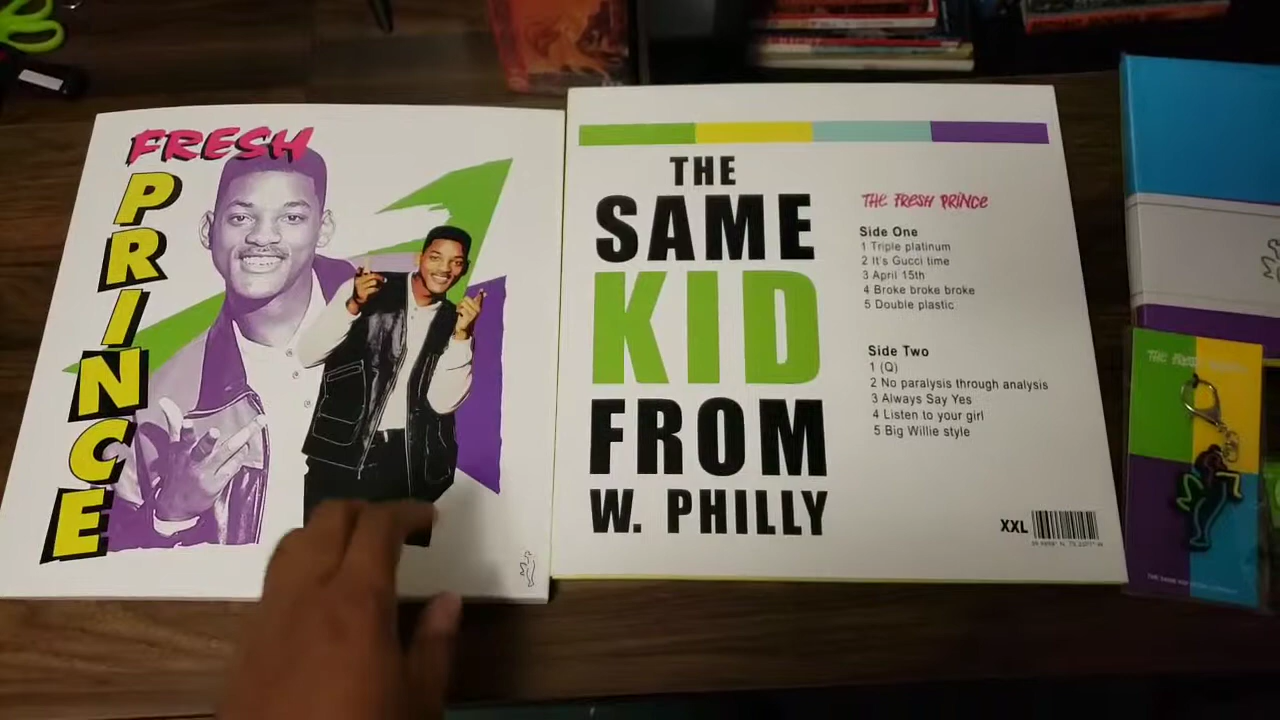 FRESH
PRINCE
THE
SAME
KID
FROM
W. PHILLY
THE FRESH PRINCE
Side One
1 Triple platinum
2 It's Gucci time
3 April 15th
4 Broke broke broke
5 Double plastic
Side Two
1 (Q)
2 No paralysis through analysis
3 Always Say Yes
4 Listen to your girl
5 Big Willie style
XXL
THE FRESH PRINCE